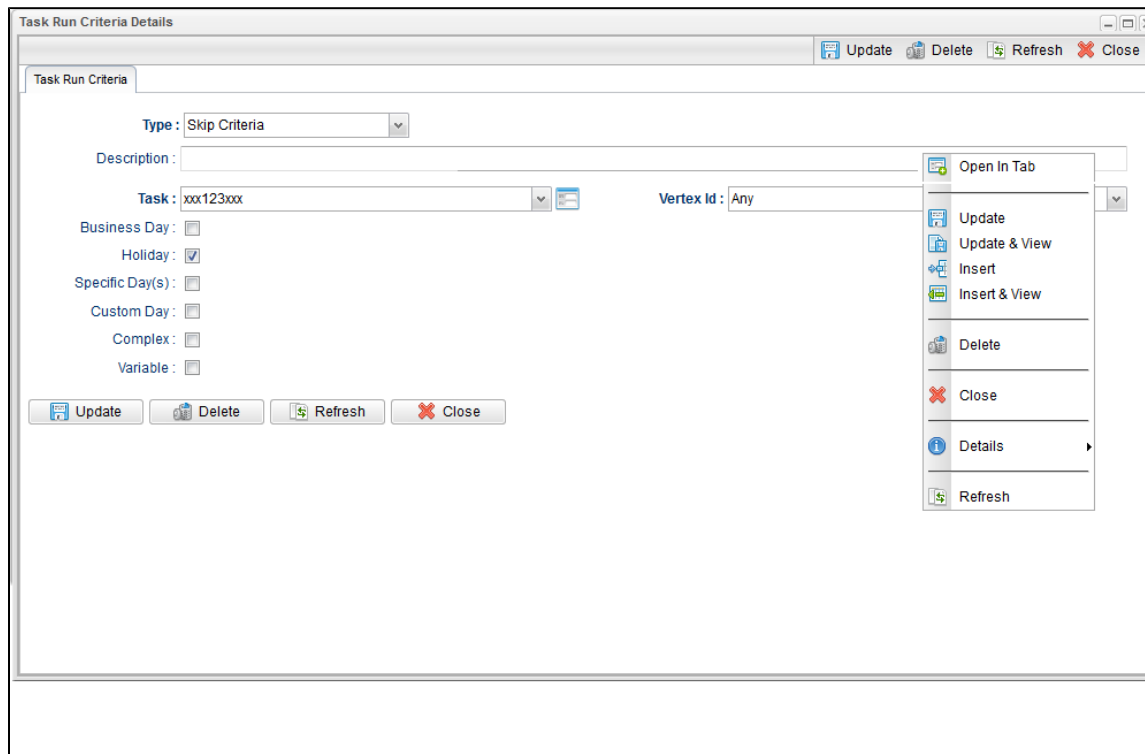 Task Run Criteria Details
Update Delete Refresh Close
Task Run Criteria
Type : Skip Criteria
Description :
Task : xxx123xxx Vertex Id : Any
Business Day :
Holiday :
Specific Day(s) :
Custom Day :
Complex :
Variable :
Update Delete Refresh Close
Open In Tab
Update
Update & View
Insert
Insert & View
Delete
Close
Details
Refresh